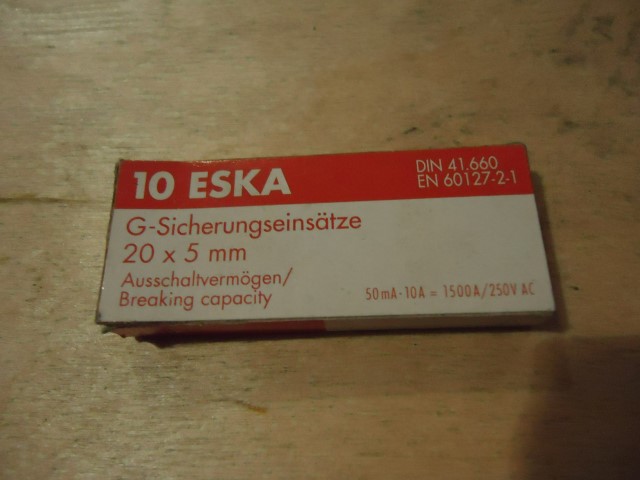 10 ESKA
DIN 41.660
EN 60127-2-1
G-Sicherungseinsätze
20 x 5 mm
Ausschaltvermögen/
Breaking capacity
50mA-10A = 1500A/250V AC